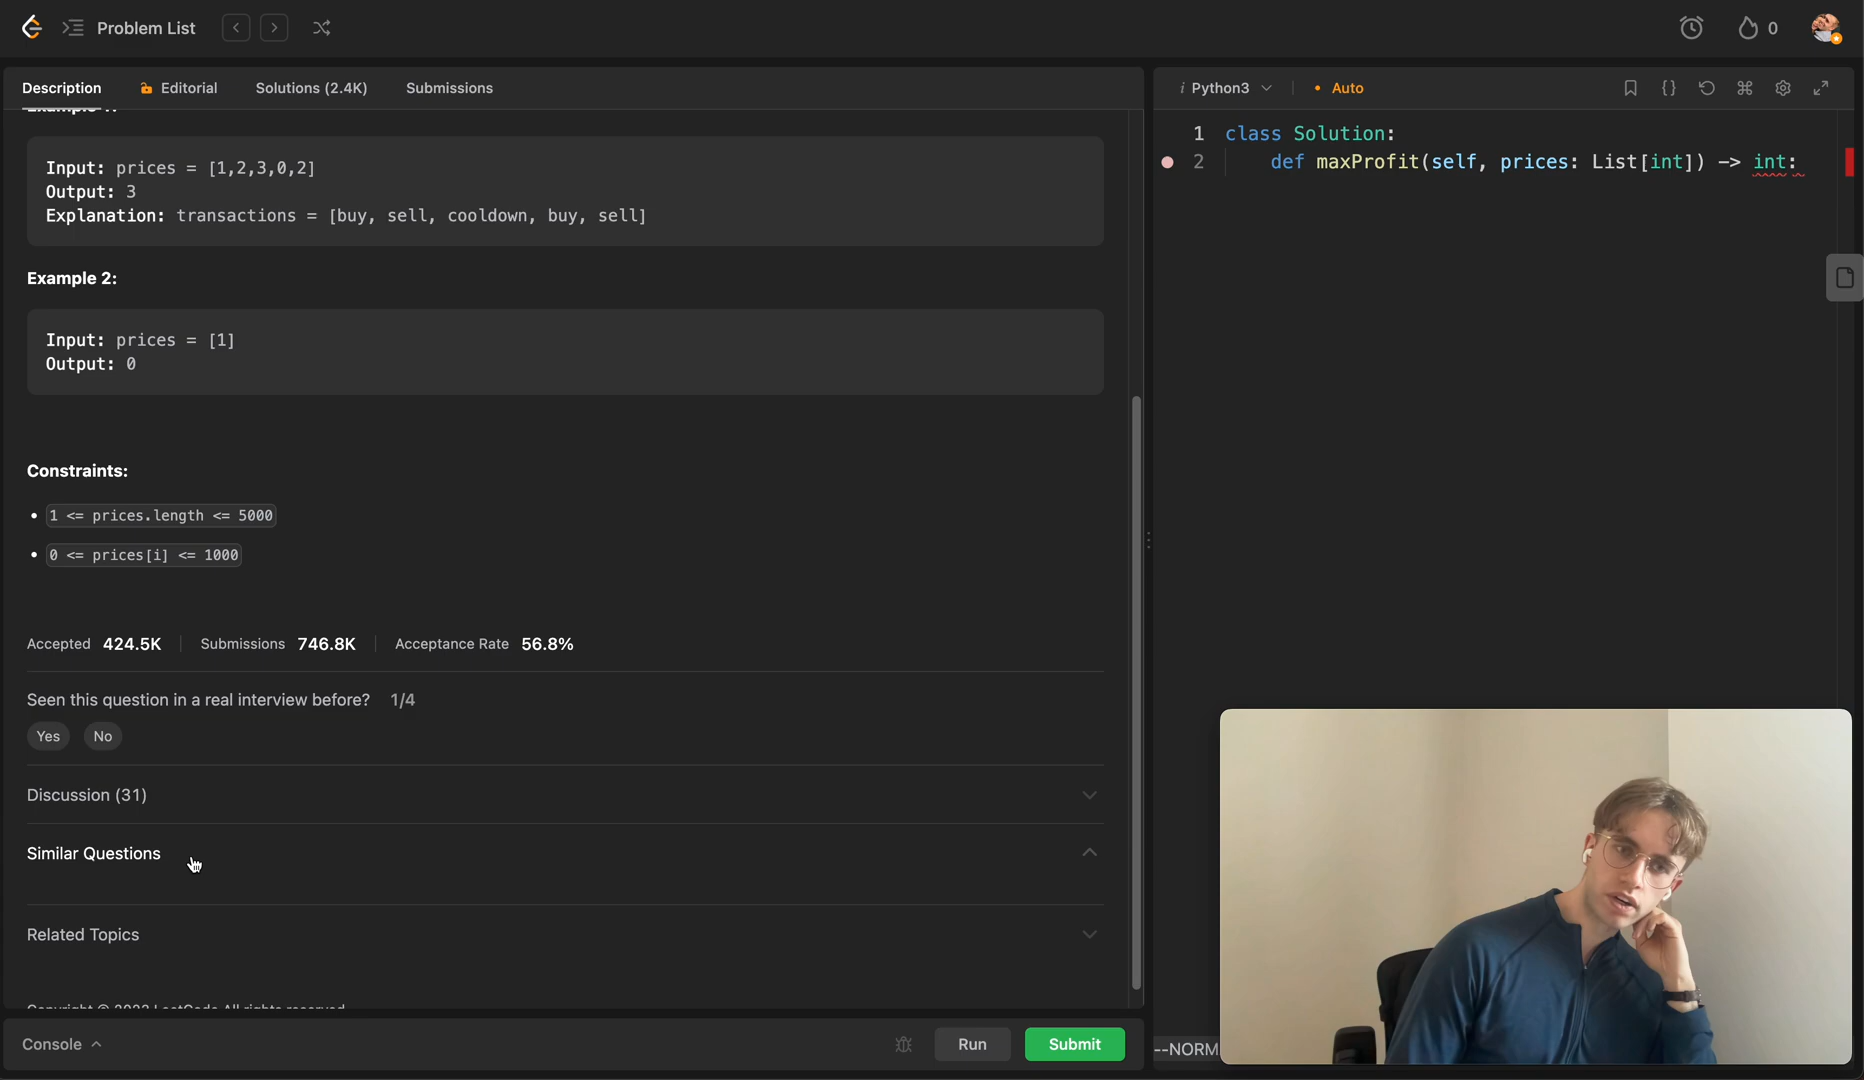 Problem List
0
Description
Editorial
Solutions (2.4K)
Submissions
Example 1:
Input: prices = [1,2,3,0,2]
Output: 3
Explanation: transactions = [buy, sell, cooldown, buy, sell]
Example 2:
Input: prices = [1]
Output: 0
Constraints:
1 <= prices.length <= 5000
0 <= prices[i] <= 1000
Accepted 424.5K
Submissions 746.8K
Acceptance Rate 56.8%
Seen this question in a real interview before? 1/4
Yes
No
Discussion (31)
Similar Questions
Related Topics
Console
Run
Submit
i Python3
• Auto
1 class Solution:
2 def maxProfit(self, prices: List[int]) -> int:
--NORM